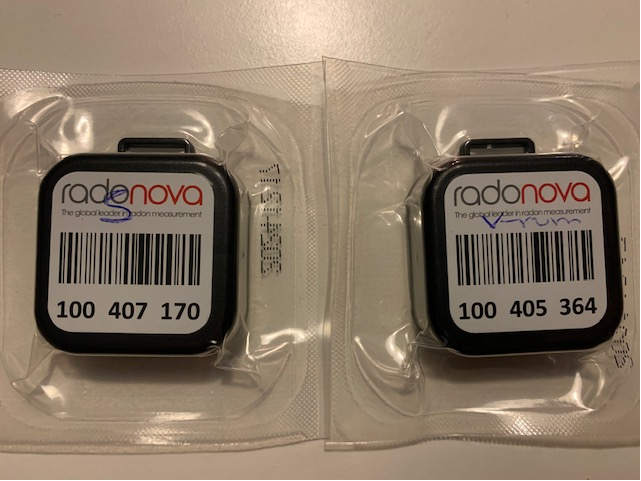 radonova
S
The global leader in radon measurement
100 407 170
radonova
The global leader in radon measurement
V-rum
100 405 364